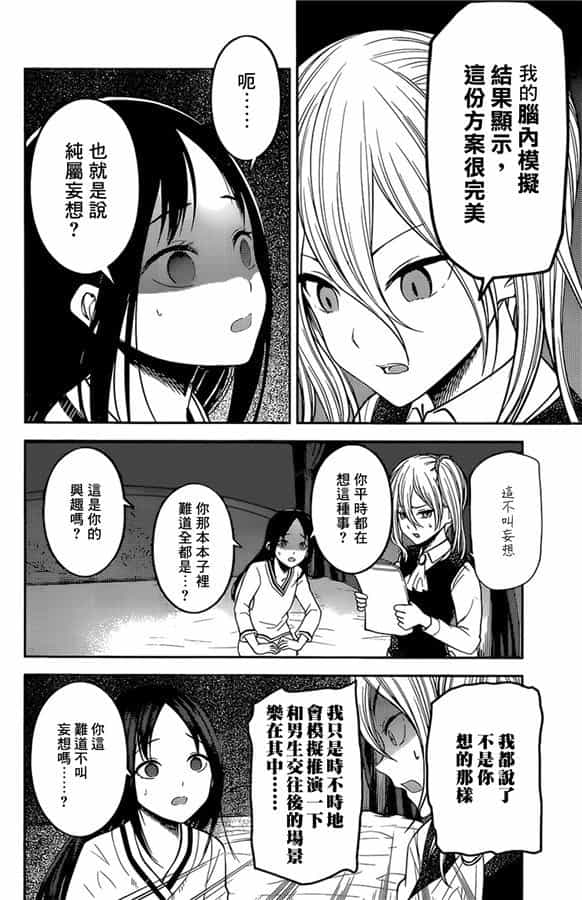 我的腦內模擬
結果顯示，
這份方案很完美
呃……
也就是說
純屬妄想？
這不叫妄想
你平時都在
想這種事？
你那本本子裡
難道全都是…？
這是你的
興趣嗎？
我都說了
不是你
想的那樣
我只是時不時地
會模擬推演一下
和男生交往後的場景
樂在其中……
你這
難道不叫
妄想嗎……？